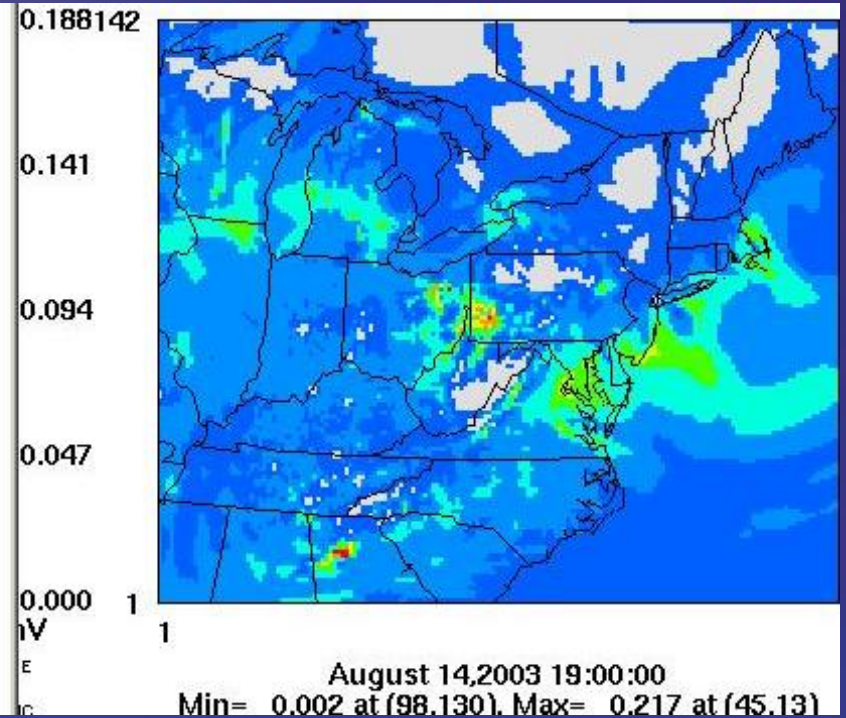 0.188142
0.141
0.094
0.047
0.000 1
1
E
August 14,2003 19:00:00
Min= 0.002 at (98,130), Max= 0.217 at (45,13)